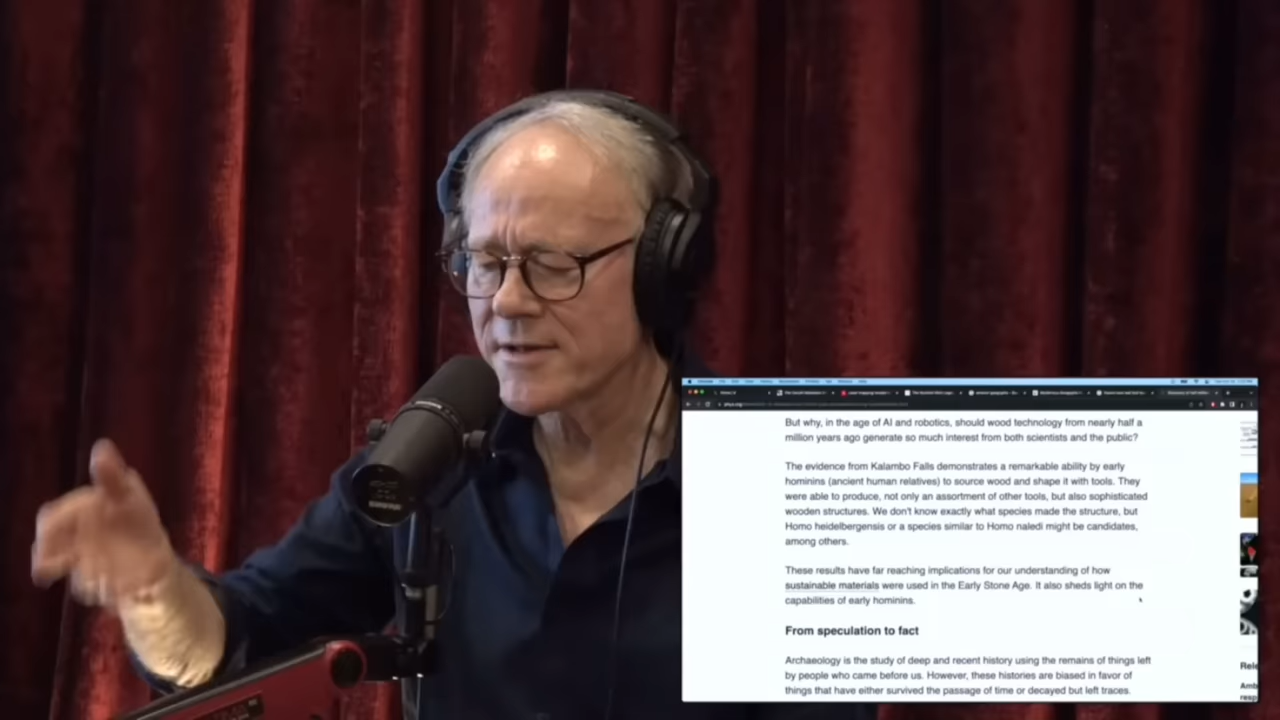 But why, in the age of AI and robotics, should wood technology from nearly half a
million years ago generate so much interest from both scientists and the public?
The evidence from Kalambo Falls demonstrates a remarkable ability by early
hominins (ancient human relatives) to source wood and shape it with tools. They
were able to produce, not only an assortment of other tools, but also sophisticated
wooden structures. We don't know exactly what species made the structure, but
Homo heidelbergensis or a species similar to Homo naledi might be candidates,
among others.
These results have far reaching implications for our understanding of how
sustainable materials were used in the Early Stone Age. It also sheds light on the
capabilities of early hominins.
From speculation to fact
Archaeology is the study of deep and recent history using the remains of things left
by people who came before us. However, these histories are biased in favor of
things that have either survived the passage of time or decayed but left traces.
Rele
Amb
resp